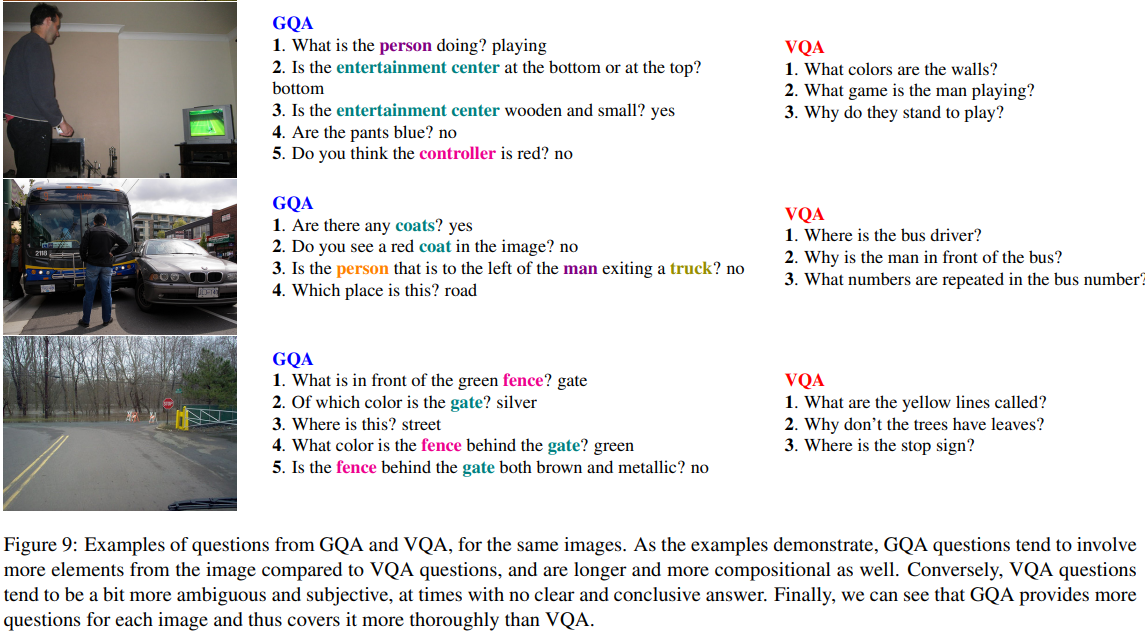 GQA
1. What is the person doing? playing
2. Is the entertainment center at the bottom or at the top?
bottom
3. Is the entertainment center wooden and small? yes
4. Are the pants blue? no
5. Do you think the controller is red? no
VQA
1. What colors are the walls?
2. What game is the man playing?
3. Why do they stand to play?
2118
GQA
1. Are there any coats? yes
2. Do you see a red coat in the image? no
3. Is the person that is to the left of the man exiting a truck? no
4. Which place is this? road
VQA
1. Where is the bus driver?
2. Why is the man in front of the bus?
3. What numbers are repeated in the bus number?
STOP
GQA
1. What is in front of the green fence? gate
2. Of which color is the gate? silver
3. Where is this? street
4. What color is the fence behind the gate? green
5. Is the fence behind the gate both brown and metallic? no
VQA
1. What are the yellow lines called?
2. Why don't the trees have leaves?
3. Where is the stop sign?
Figure 9: Examples of questions from GQA and VQA, for the same images. As the examples demonstrate, GQA questions tend to involve
more elements from the image compared to VQA questions, and are longer and more compositional as well. Conversely, VQA questions
tend to be a bit more ambiguous and subjective, at times with no clear and conclusive answer. Finally, we can see that GQA provides more
questions for each image and thus covers it more thoroughly than VQA.